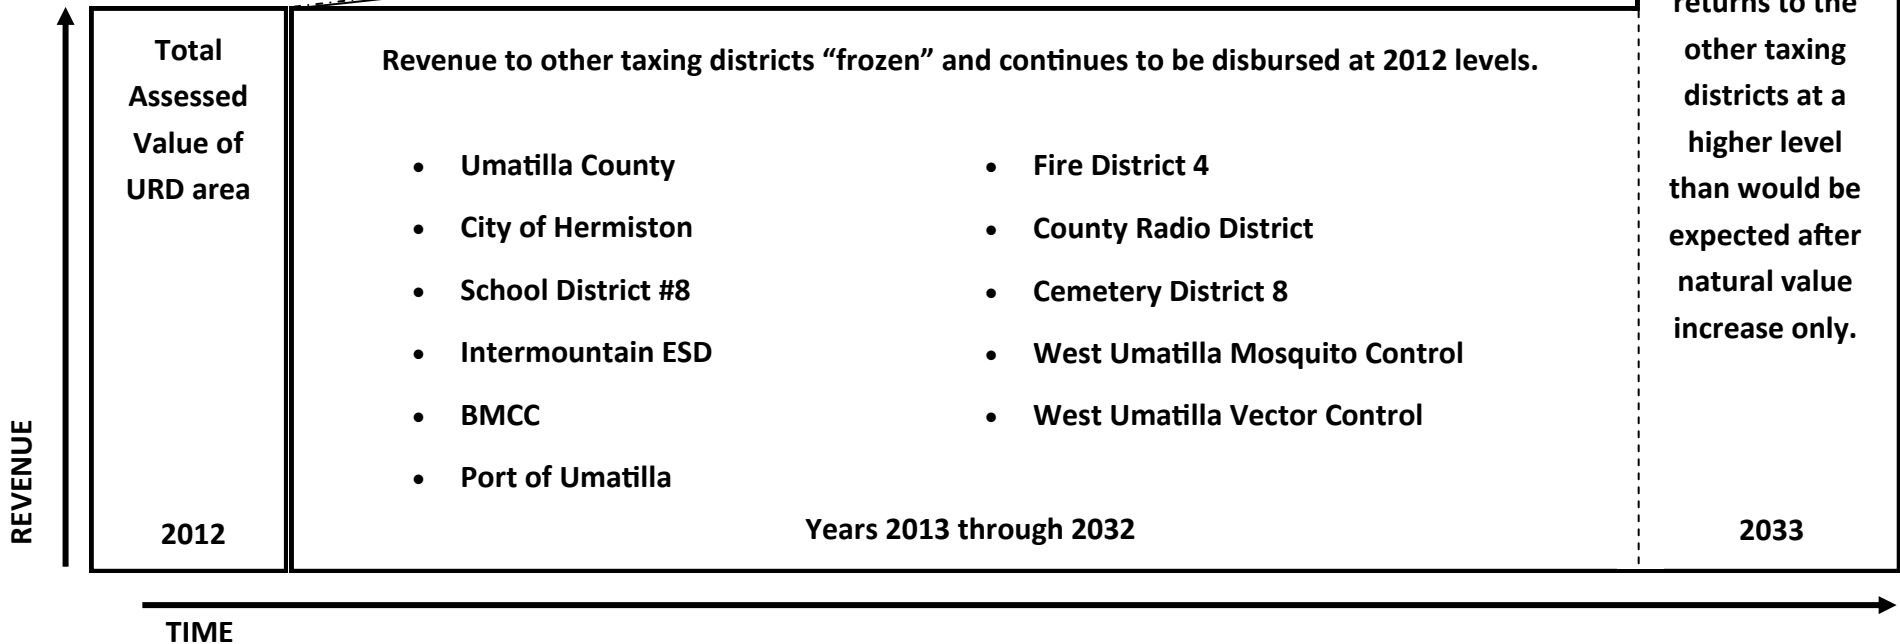 Total
Assessed
Value of
URD area
2012
Revenue to other taxing districts “frozen” and continues to be disbursed at 2012 levels.
• Umatilla County
• City of Hermiston
• School District #8
• Intermountain ESD
• BMCC
• Port of Umatilla
• Fire District 4
• County Radio District
• Cemetery District 8
• West Umatilla Mosquito Control
• West Umatilla Vector Control
Years 2013 through 2032
returns to the
other taxing
districts at a
higher level
than would be
expected after
natural value
increase only.
2033
REVENUE
TIME